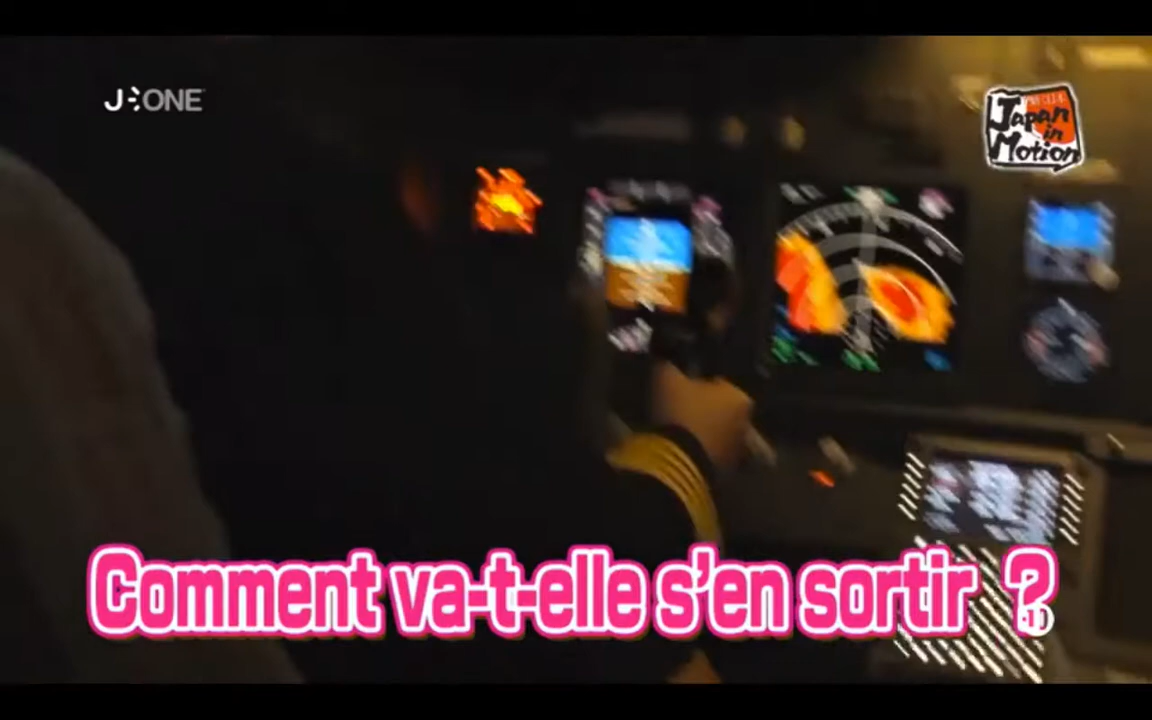 J:ONE
Japan
in
Motion
Comment va-t-elle s'en sortir ?